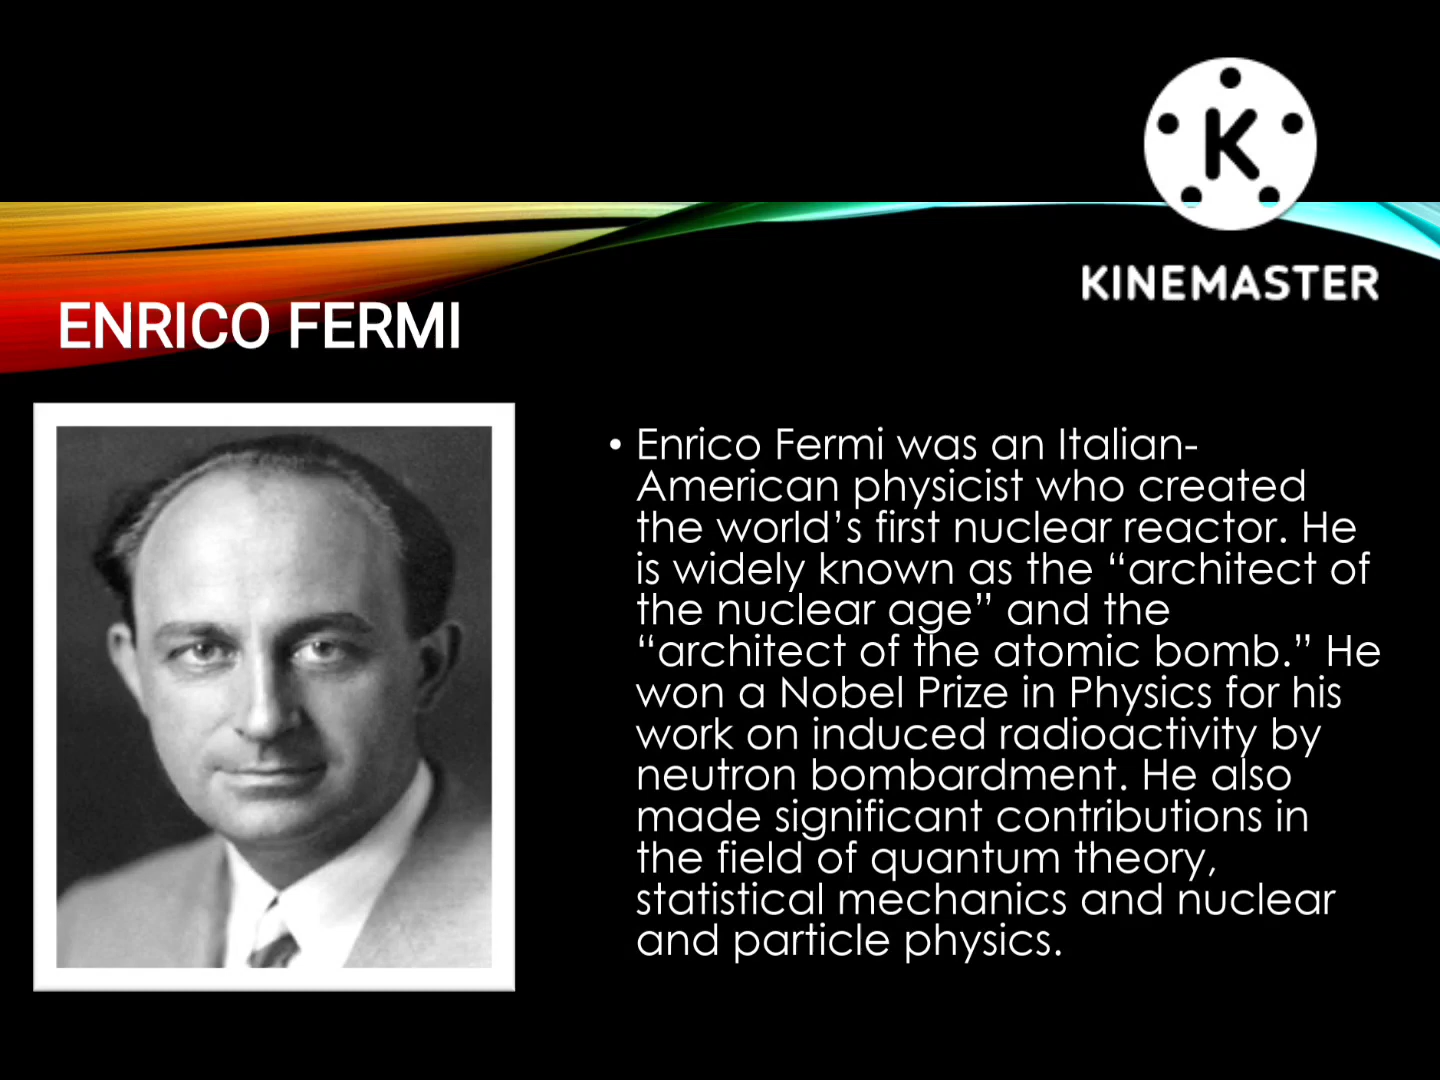 K
KINEMASTER
ENRICO FERMI
• Enrico Fermi was an Italian-
American physicist who created
the world’s first nuclear reactor. He
is widely known as the “architect of
the nuclear age” and the
“architect of the atomic bomb.” He
won a Nobel Prize in Physics for his
work on induced radioactivity by
neutron bombardment. He also
made significant contributions in
the field of quantum theory,
statistical mechanics and nuclear
and particle physics.